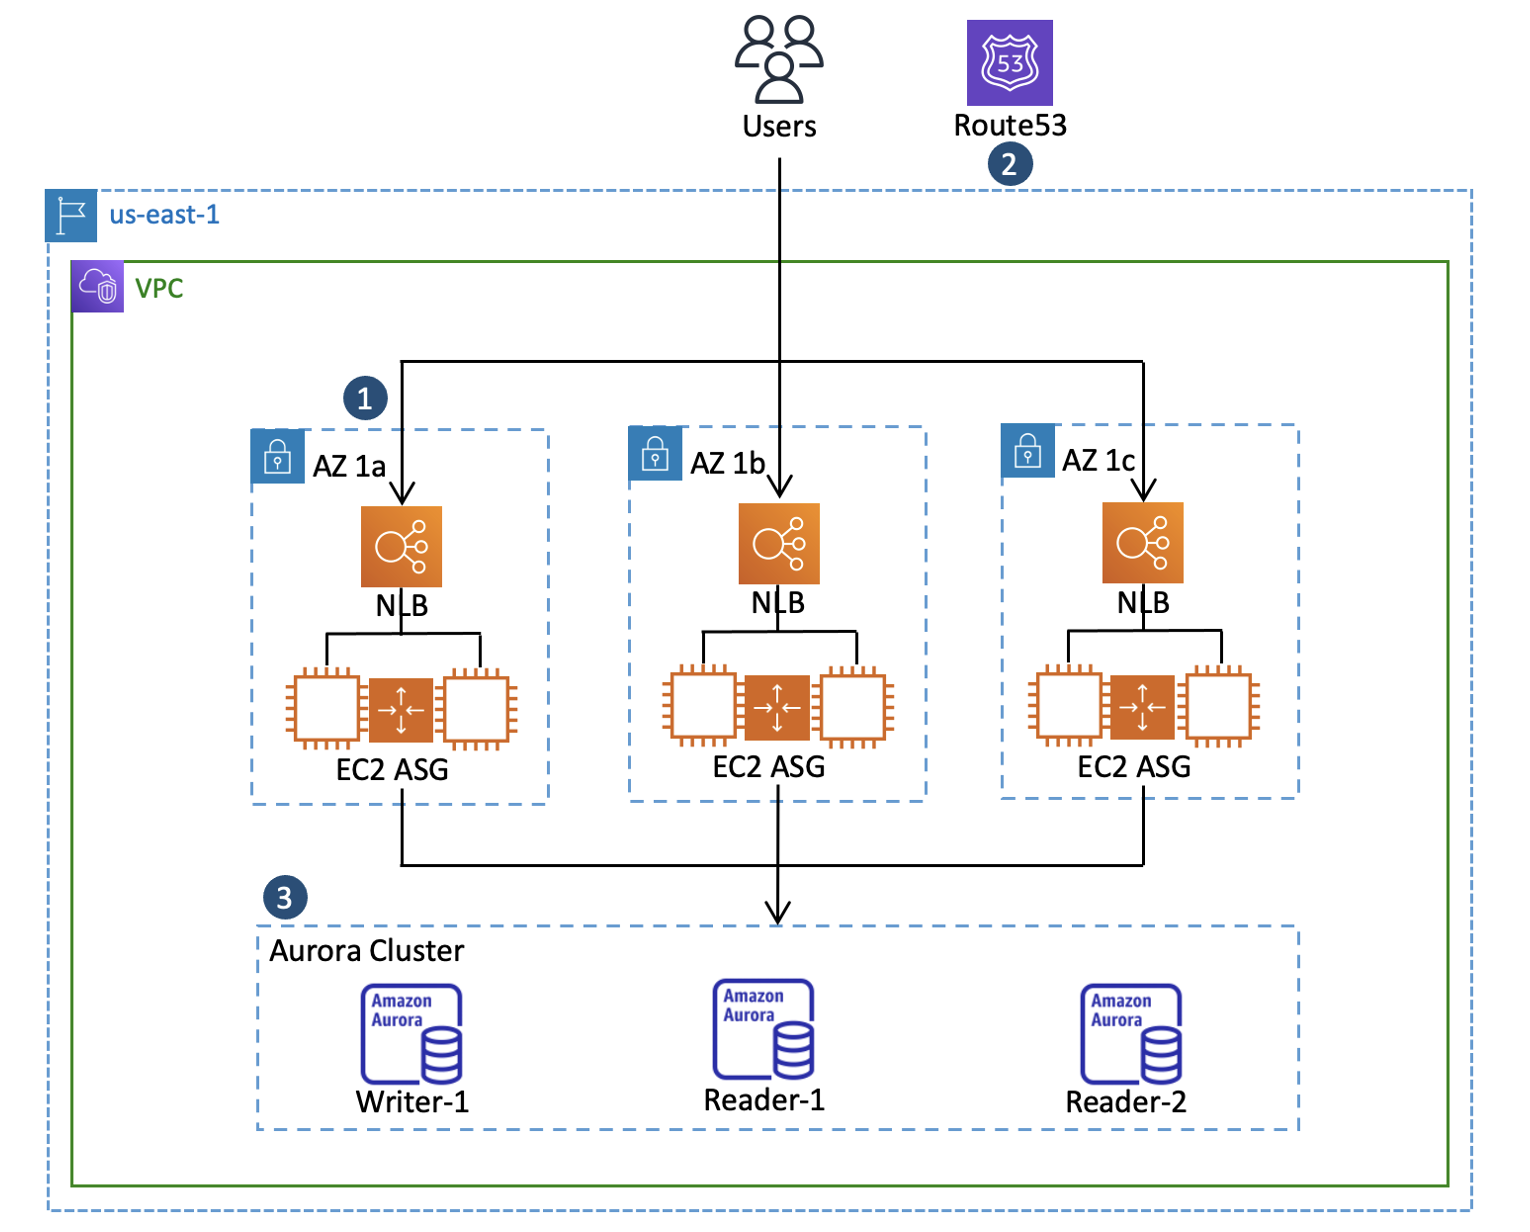 53
Users
Route53
2
us-east-1
VPC
1
AZ 1a
AZ 1b
AZ 1c
NLB
NLB
NLB
EC2 ASG
EC2 ASG
EC2 ASG
3
Aurora Cluster
Amazon
Aurora
Amazon
Aurora
Amazon
Aurora
Writer-1
Reader-1
Reader-2